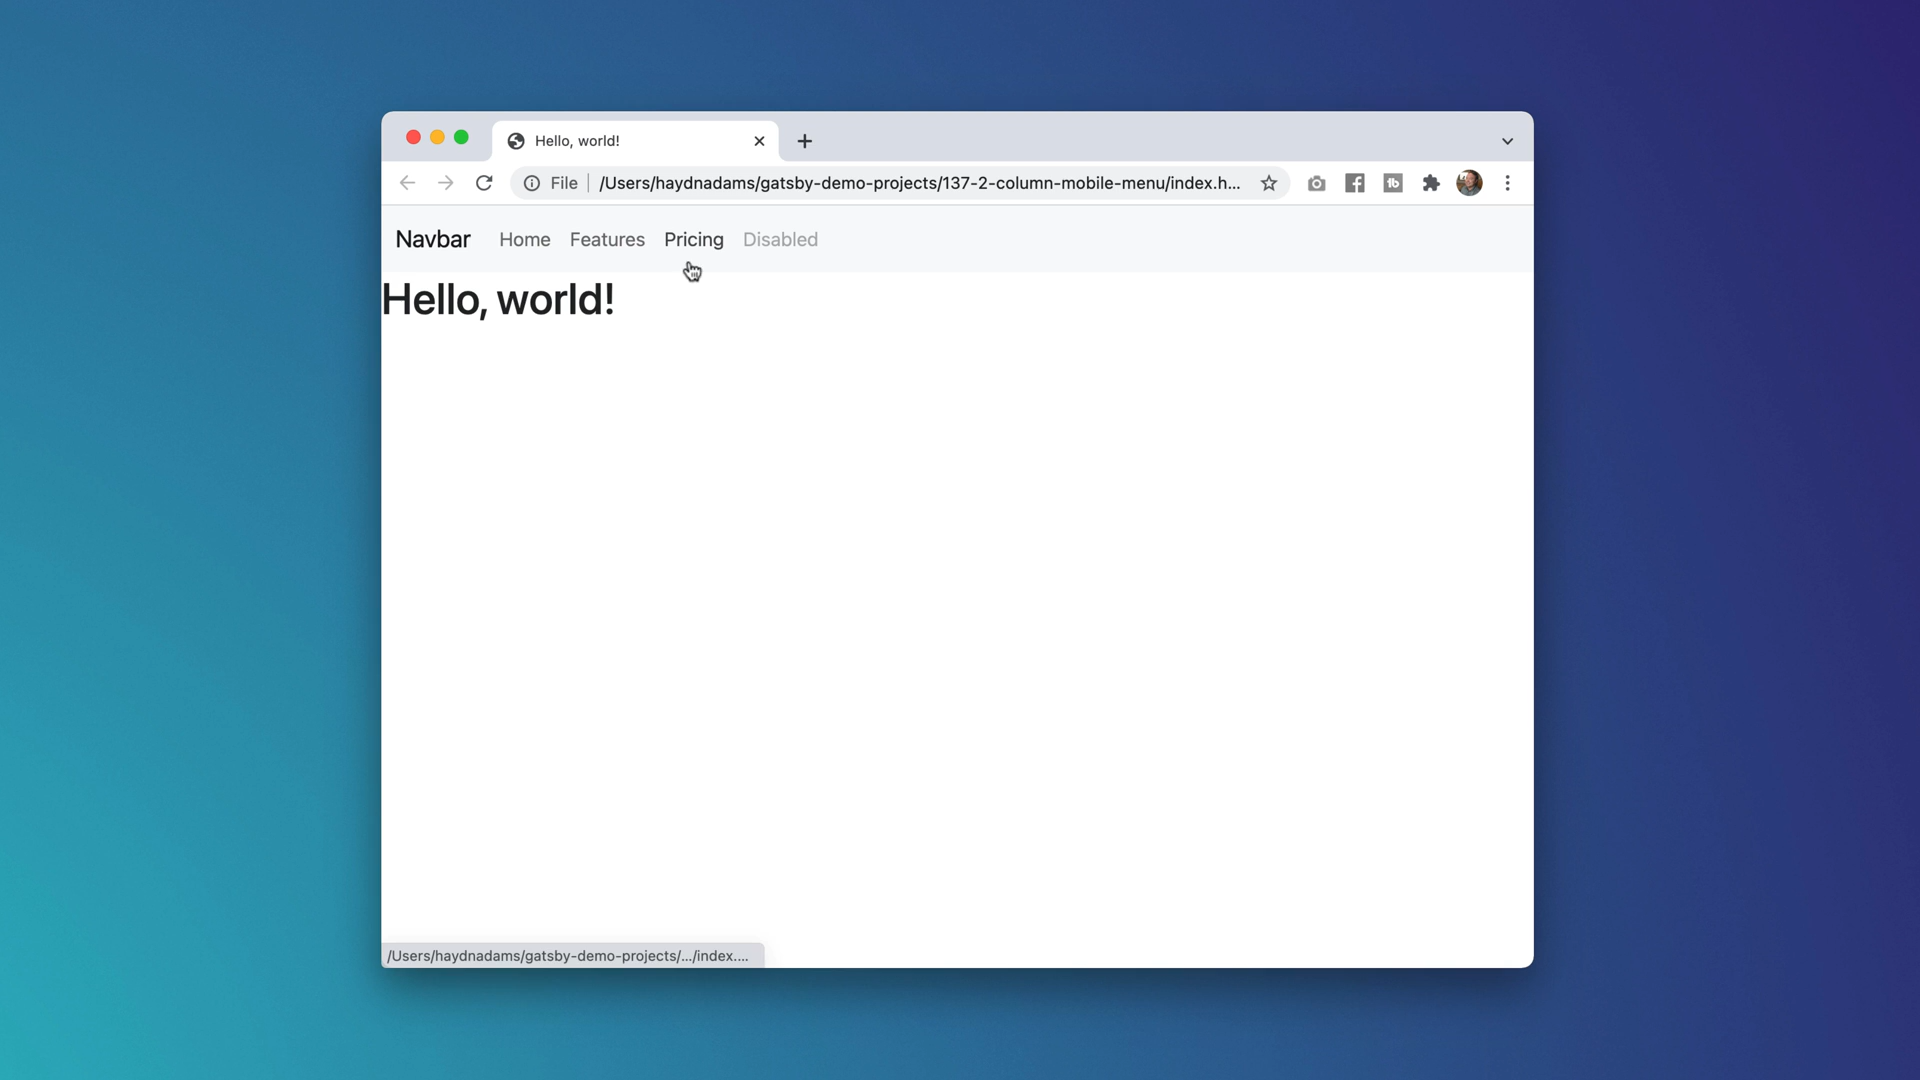 Hello, world!
File /Users/haydnadams/gatsby-demo-projects/137-2-column-mobile-menu/index.h...
tb
Navbar Home Features Pricing Disabled
Hello, world!
/Users/haydnadams/gatsby-demo-projects/.../index....